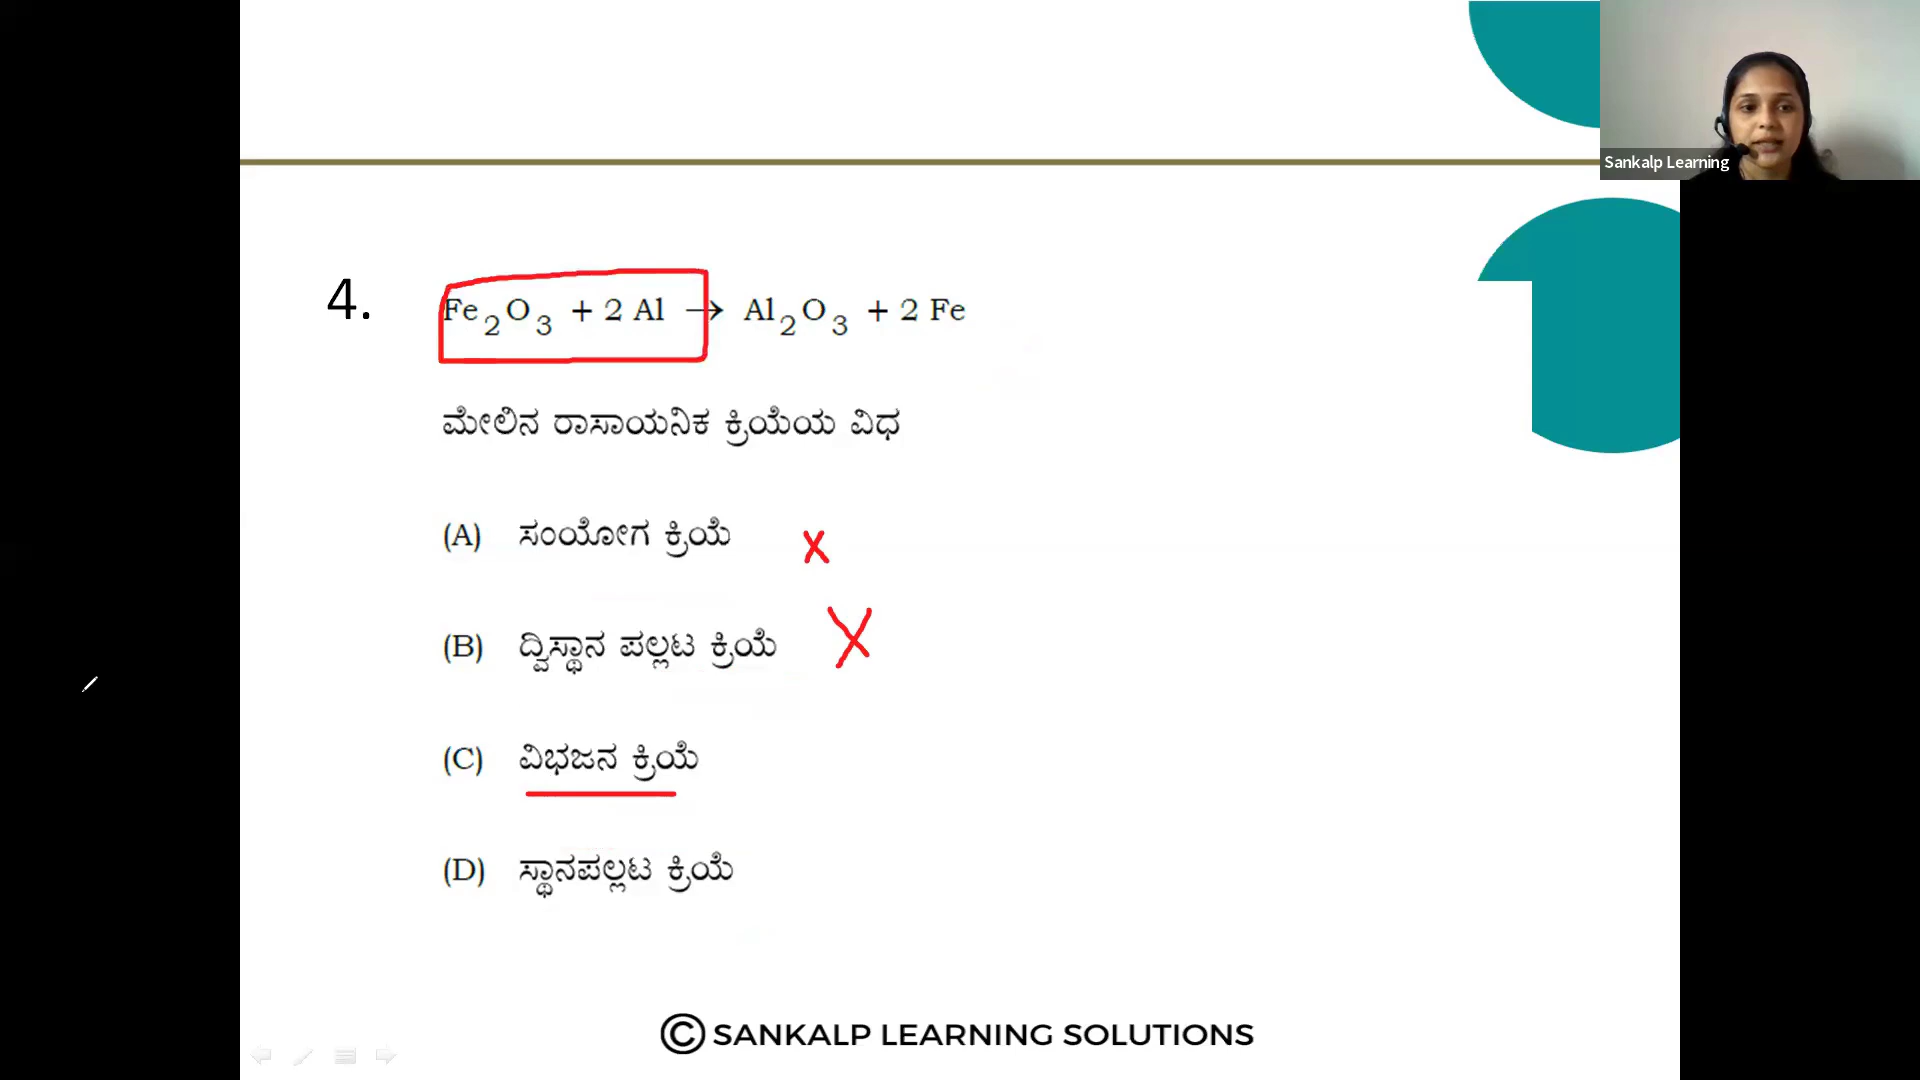 Sankalp Learning
4. Fe2O3 + 2 Al → Al2O3 + 2 Fe
ಮೇಲಿನ ರಾಸಾಯನಿಕ ಕ್ರಿಯೆಯ ವಿಧ
(A) ಸಂಯೋಗ ಕ್ರಿಯೆ x
(B) ದ್ವಿಸ್ಥಾನ ಪಲ್ಲಟ ಕ್ರಿಯೆ X
(C) ವಿಭಜನ ಕ್ರಿಯೆ
(D) ಸ್ಥಾನಪಲ್ಲಟ ಕ್ರಿಯೆ
© SANKALP LEARNING SOLUTIONS